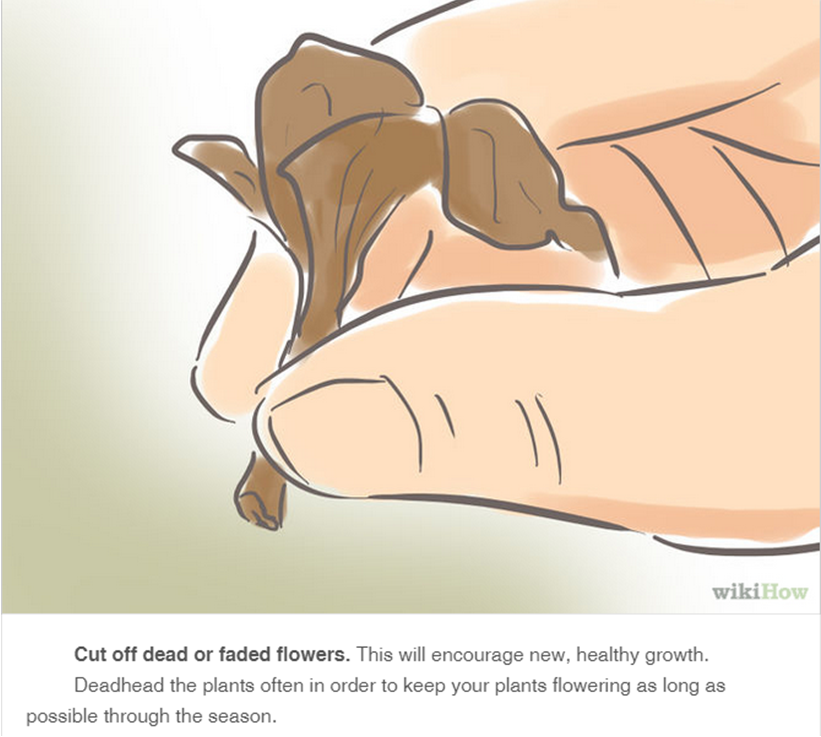 wikiHow
Cut off dead or faded flowers. This will encourage new, healthy growth.
Deadhead the plants often in order to keep your plants flowering as long as
possible through the season.